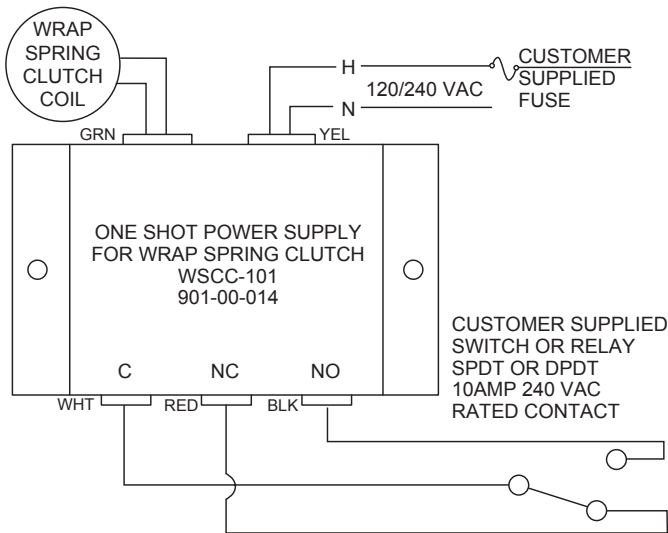 WRAP
SPRING
CLUTCH
COIL
H
120/240 VAC
N
CUSTOMER
SUPPLIED
FUSE
GRN
YEL
ONE SHOT POWER SUPPLY
FOR WRAP SPRING CLUTCH
WSCC-101
901-00-014
C
NC
NO
WHT
RED
BLK
CUSTOMER SUPPLIED
SWITCH OR RELAY
SPDT OR DPDT
10AMP 240 VAC
RATED CONTACT